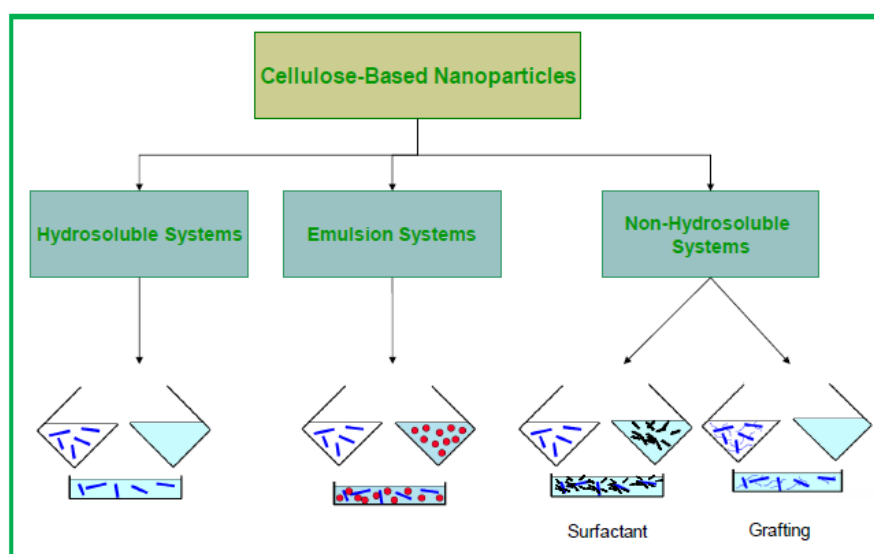 Cellulose-Based Nanoparticles
Hydrosoluble Systems
Emulsion Systems
Non-Hydrosoluble
Systems
Surfactant
Grafting